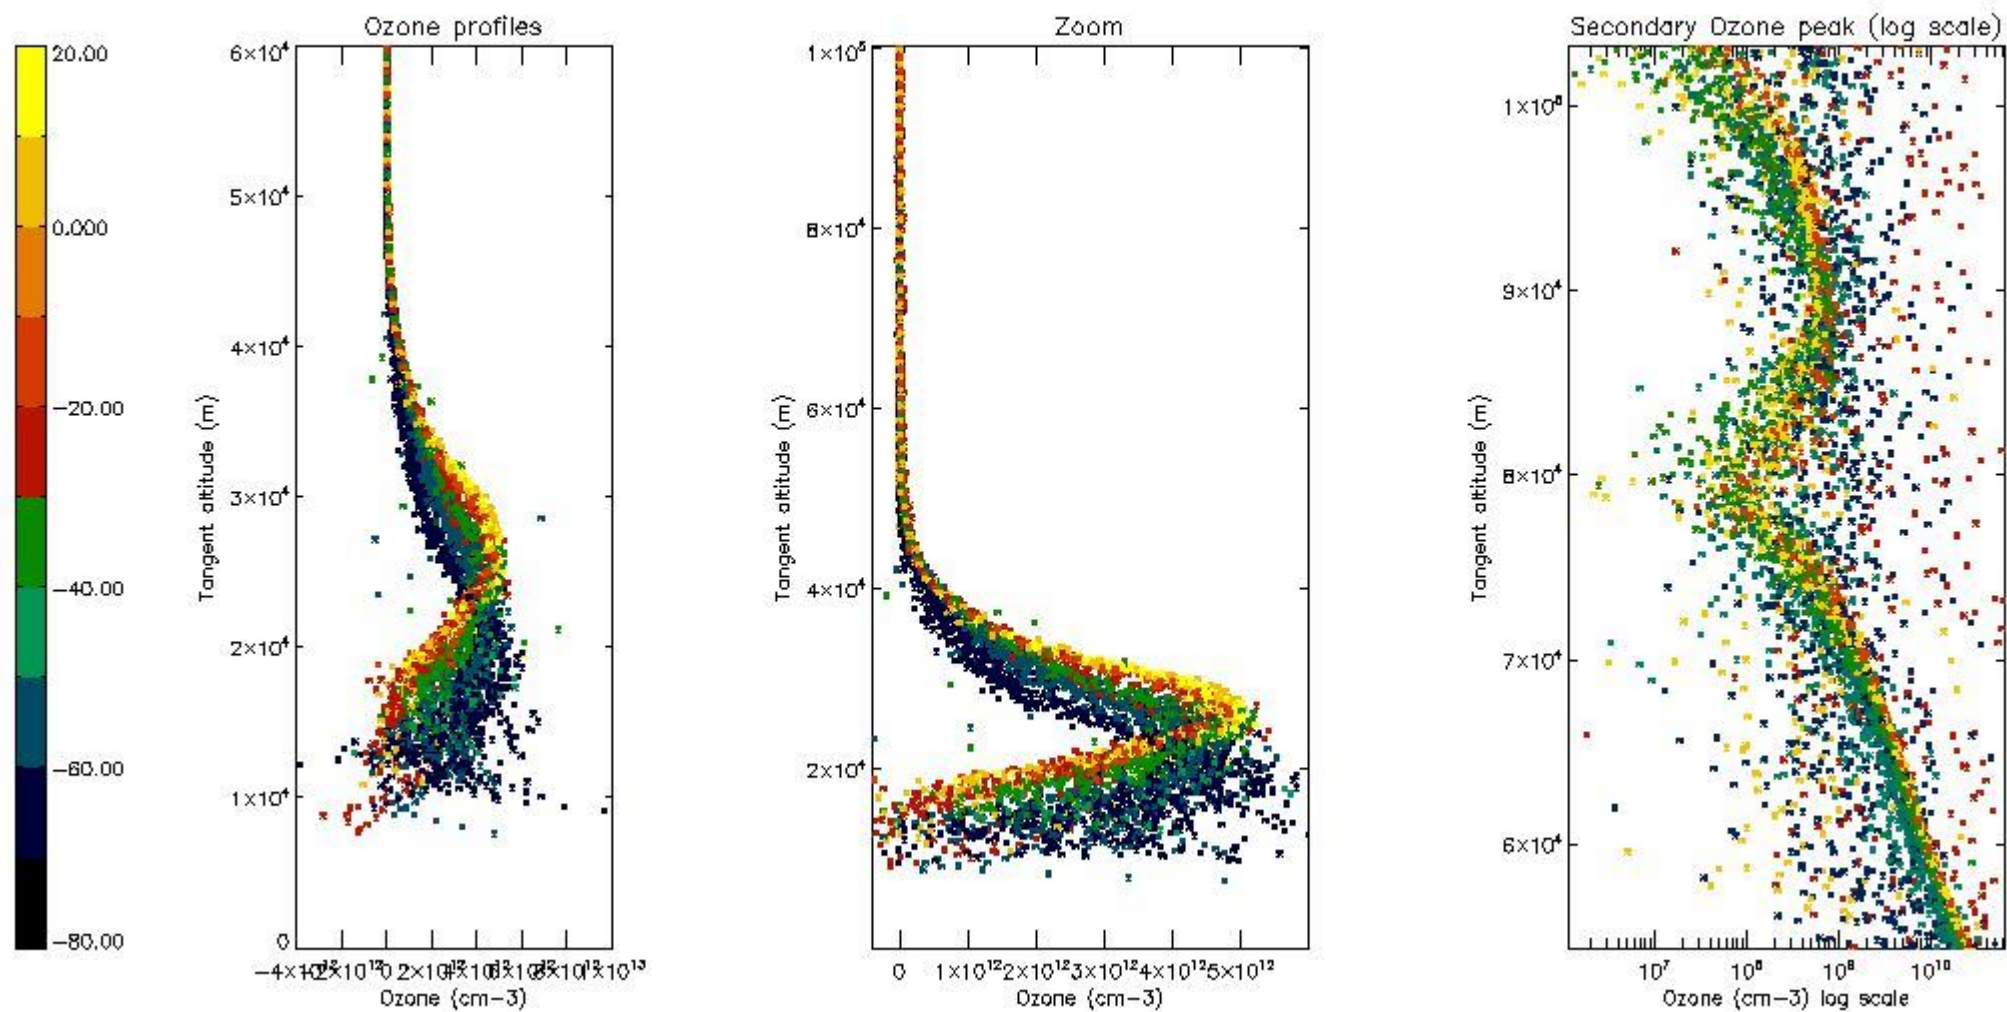 Ozone profiles
Zoom
Secondary Ozone peak (log scale)
20.00
0.000
−20.00
−40.00
−60.00
−80.00
6×10⁴
5×10⁴
4×10⁴
3×10⁴
2×10⁴
1×10⁴
0
Tangent altitude (m)
Ozone (cm−3)
1×10⁵
8×10⁴
6×10⁴
4×10⁴
2×10⁴
Tangent altitude (m)
0 1×10¹² 2×10¹² 3×10¹² 4×10¹² 5×10¹²
Ozone (cm−3)
9×10⁴
8×10⁴
7×10⁴
6×10⁴
Tangent altitude (m)
10⁷ 10⁸ 10⁹ 10¹⁰
Ozone (cm−3) log scale